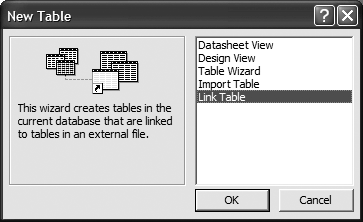 New Table
This wizard creates tables in the
current database that are linked
to tables in an external file.
Datasheet View
Design View
Table Wizard
Import Table
Link Table
OK
Cancel